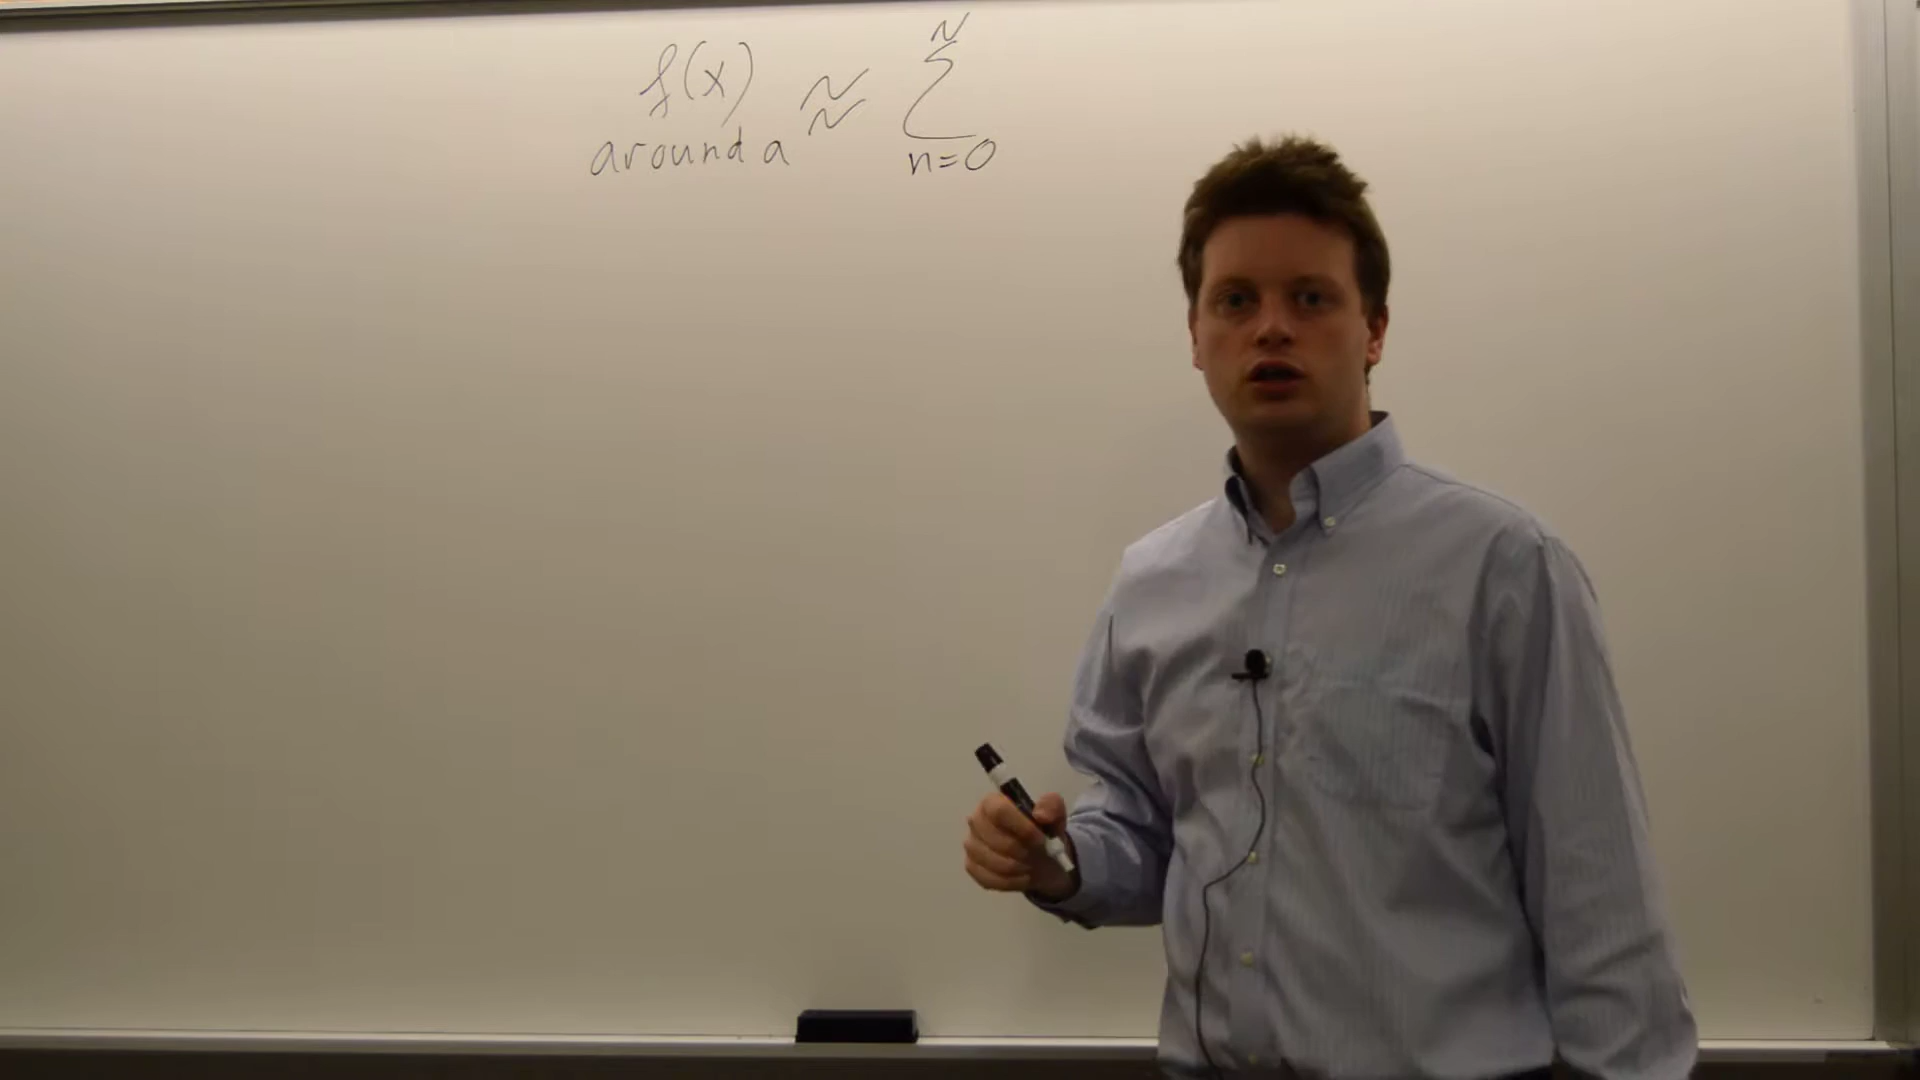 N
f(x) ≈ Σ
around a n=0